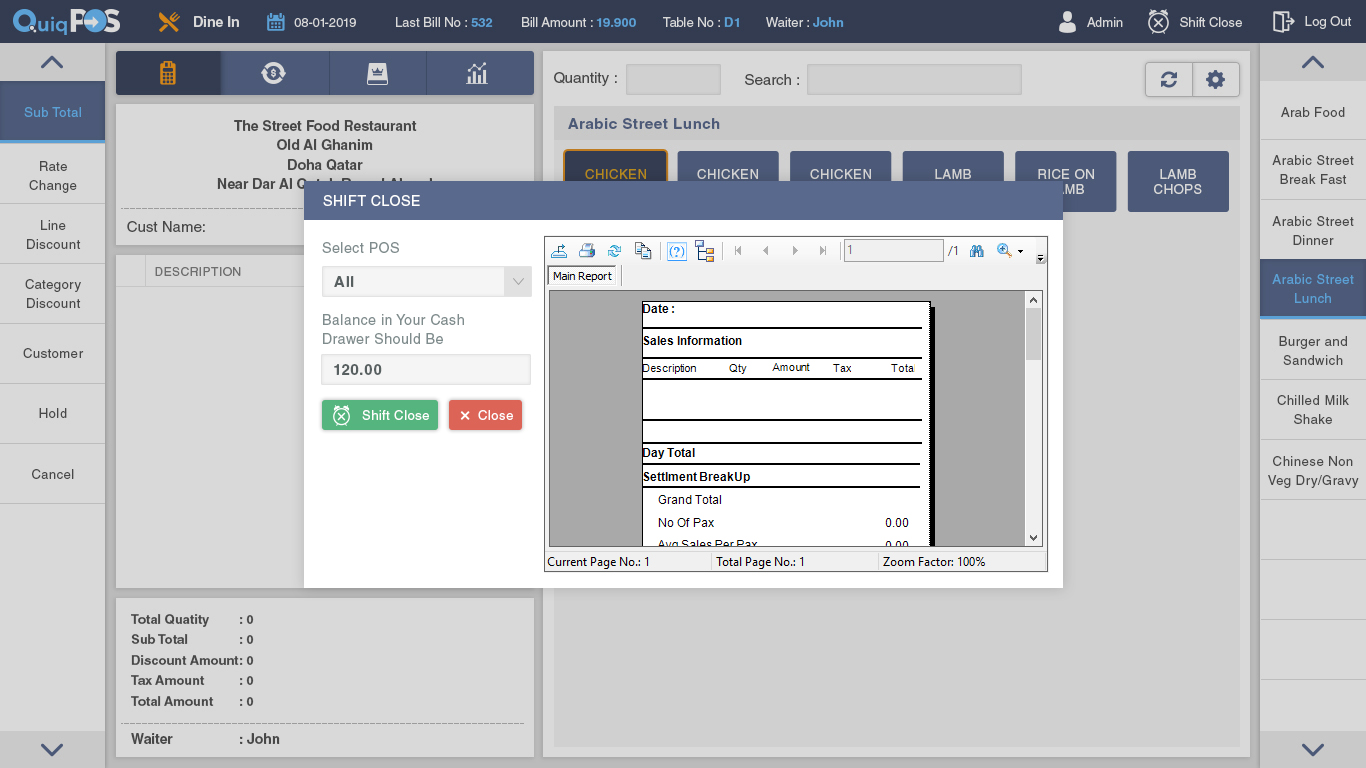 QuiqPOS
Dine In
08-01-2019
Last Bill No : 532
Bill Amount : 19.900
Table No : D1
Waiter : John
Admin
Shift Close
Log Out
Sub Total
Rate
Change
Line
Discount
Category
Discount
Customer
Hold
Cancel
The Street Food Restaurant
Old Al Ghanim
Doha Qatar
Near Dar Al
Cust Name:
DESCRIPTION
Total Quatity : 0
Sub Total : 0
Discount Amount: 0
Tax Amount : 0
Total Amount : 0
Waiter : John
Quantity :
Search :
Arabic Street Lunch
CHICKEN
CHICKEN
CHICKEN
LAMB
RICE ON
LAMB
CHOPS
SHIFT CLOSE
Select POS
All
Balance in Your Cash
Drawer Should Be
120.00
Shift Close
× Close
(?)
1
/1
Main Report
Date :
Sales Information
Description Qty Amount Tax Total
Day Total
Settlment BreakUp
Grand Total
No Of Pax 0.00
Avg Sales Per Pax 0.00
Current Page No.: 1
Total Page No.: 1
Zoom Factor: 100%
Arab Food
Arabic Street
Break Fast
Arabic Street
Dinner
Arabic Street
Lunch
Burger and
Sandwich
Chilled Milk
Shake
Chinese Non
Veg Dry/Gravy